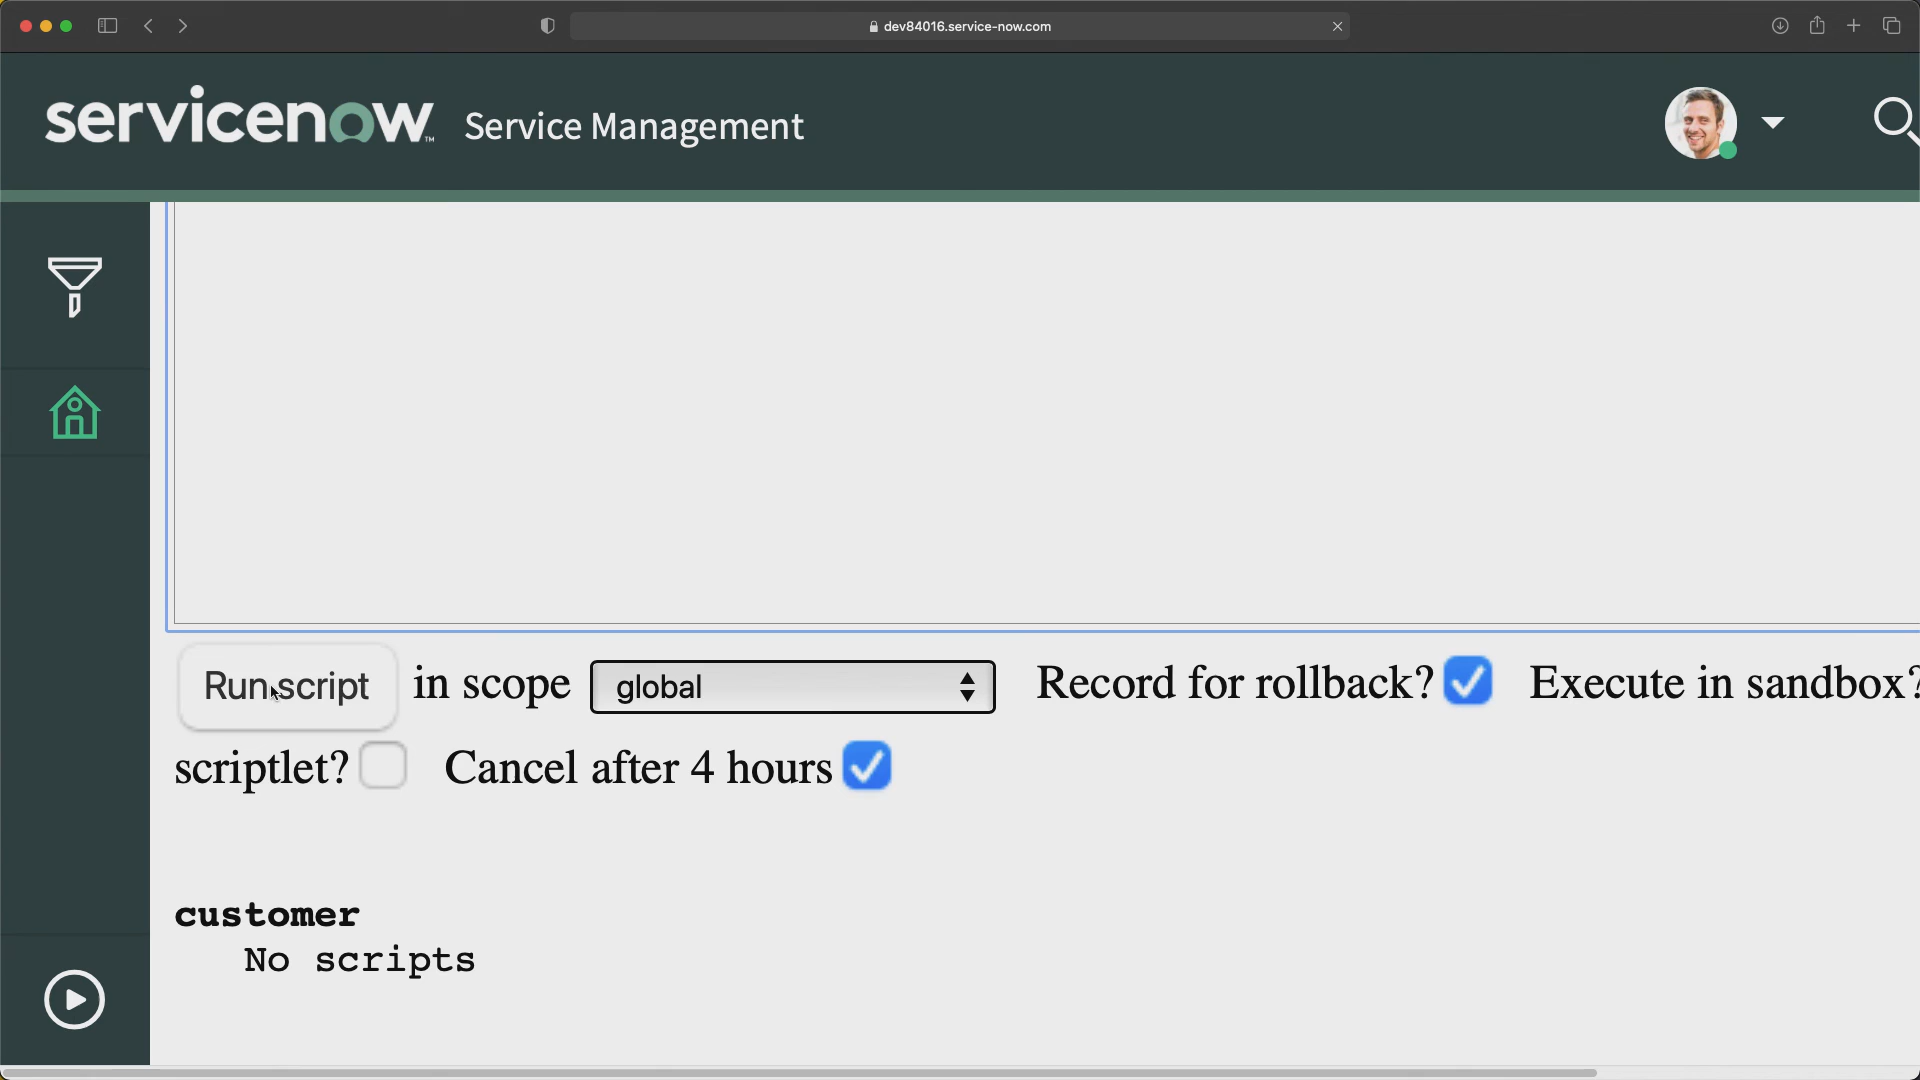 dev84016.service-now.com
servicenow™ Service Management
Run script in scope global Record for rollback? Execute in sandbox?
scriptlet? Cancel after 4 hours
customer
No scripts